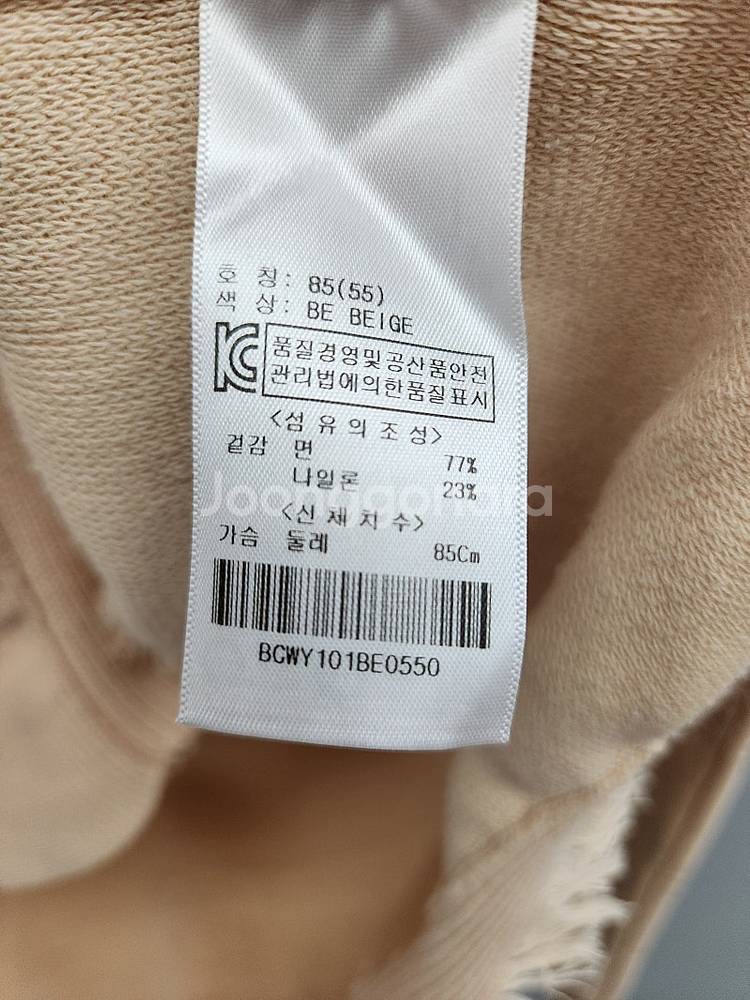 호 칭: 85(55)
색 상: BE BEIGE
KC 품질경영및공산품안전
관리법에의한품질표시
<섬 유 의 조 성>
겉감 면 77%
나일론 23%
Joonggonara
<신 체 치 수>
가슴 둘레 85Cm
BCWY101BE0550